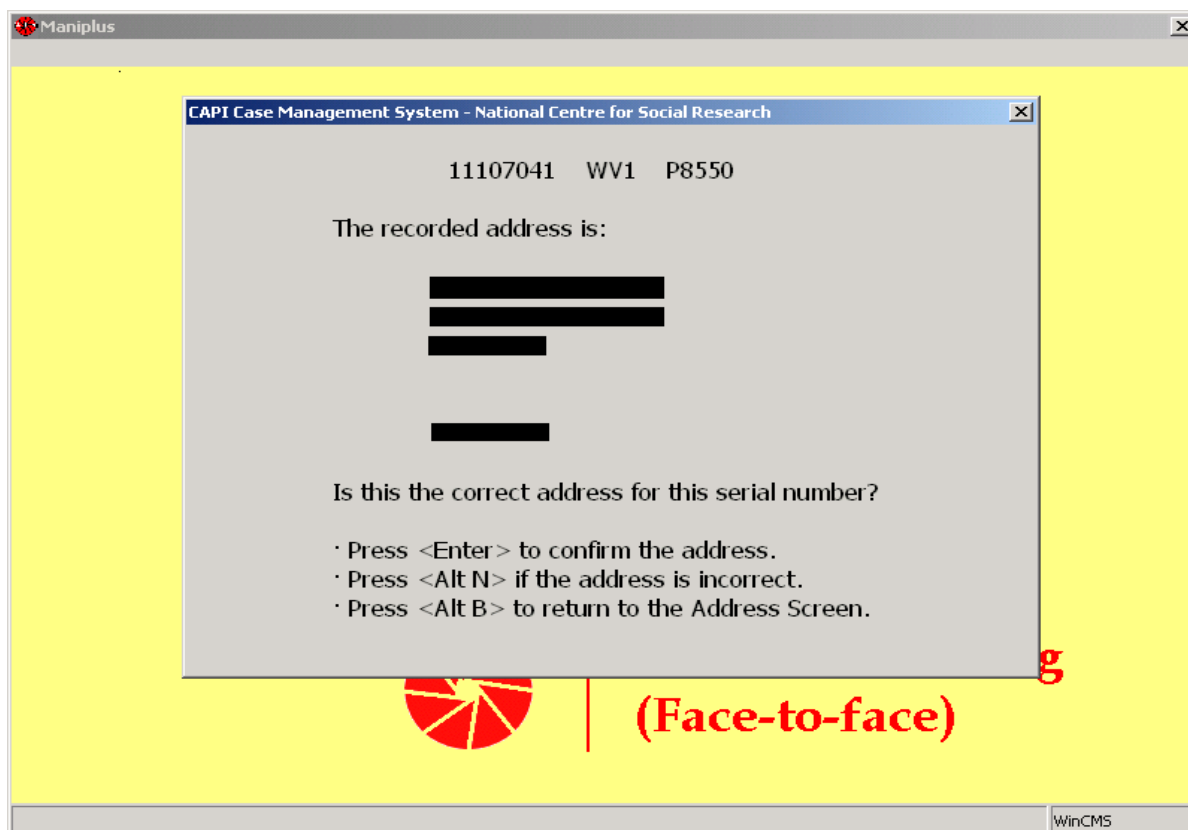 Maniplus
CAPI Case Management System - National Centre for Social Research
11107041 WV1 P8550
The recorded address is:
Is this the correct address for this serial number?
· Press <Enter> to confirm the address.
· Press <Alt N> if the address is incorrect.
· Press <Alt B> to return to the Address Screen.
(Face-to-face)
WinCMS